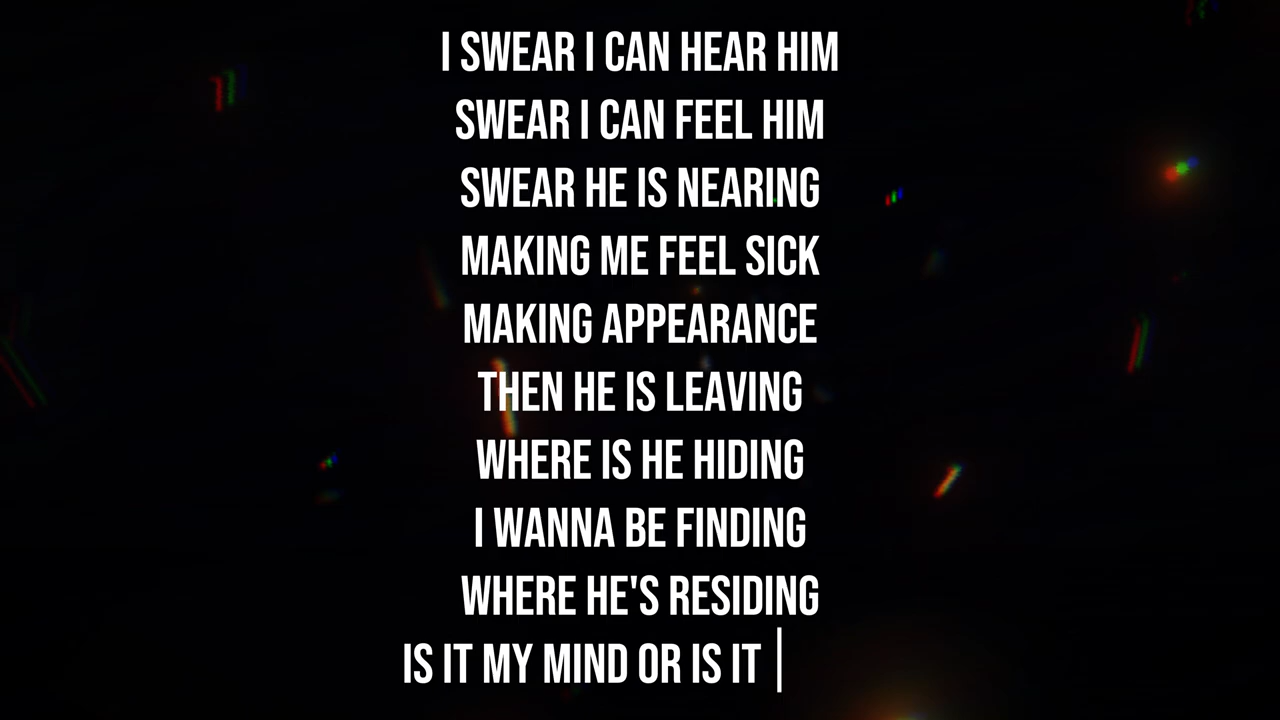 I SWEAR I CAN HEAR HIM
SWEAR I CAN FEEL HIM
SWEAR HE IS NEARING
MAKING ME FEEL SICK
MAKING APPEARANCE
THEN HE IS LEAVING
WHERE IS HE HIDING
I WANNA BE FINDING
WHERE HE'S RESIDING
IS IT MY MIND OR IS IT